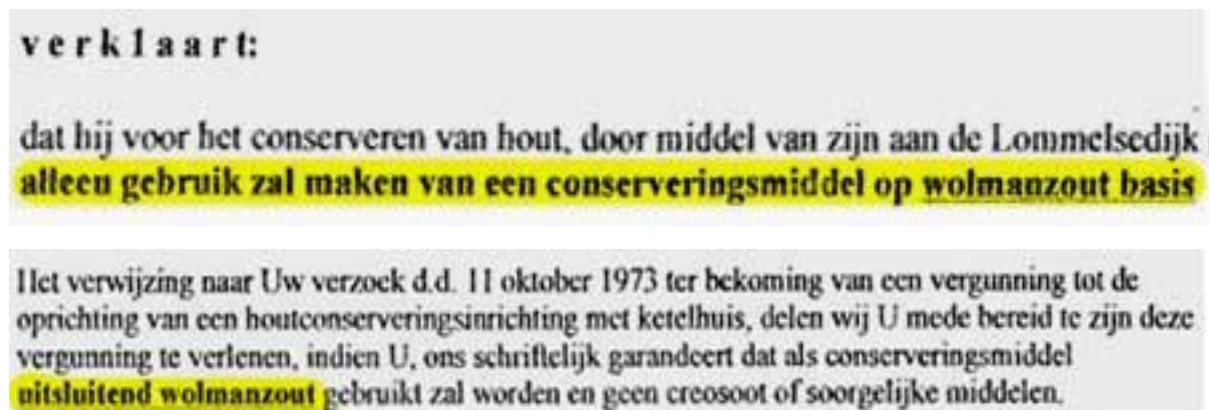 verklaart:
dat hij voor het conserveren van hout, door middel van zijn aan de Lommelsedijk
alleen gebruik zal maken van een conserveringsmiddel op wolmanzout basis
Het verwijzing naar Uw verzoek d.d. 11 oktober 1973 ter bekoming van een vergunning tot de
oprichting van een houtconserveringsinrichting met ketelhuis, delen wij U mede bereid te zijn deze
vergunning te verlenen, indien U, ons schriftelijk garandeert dat als conserveringsmiddel
uitsluitend wolmanzout gebruikt zal worden en geen creosoot of soorgelijke middelen.